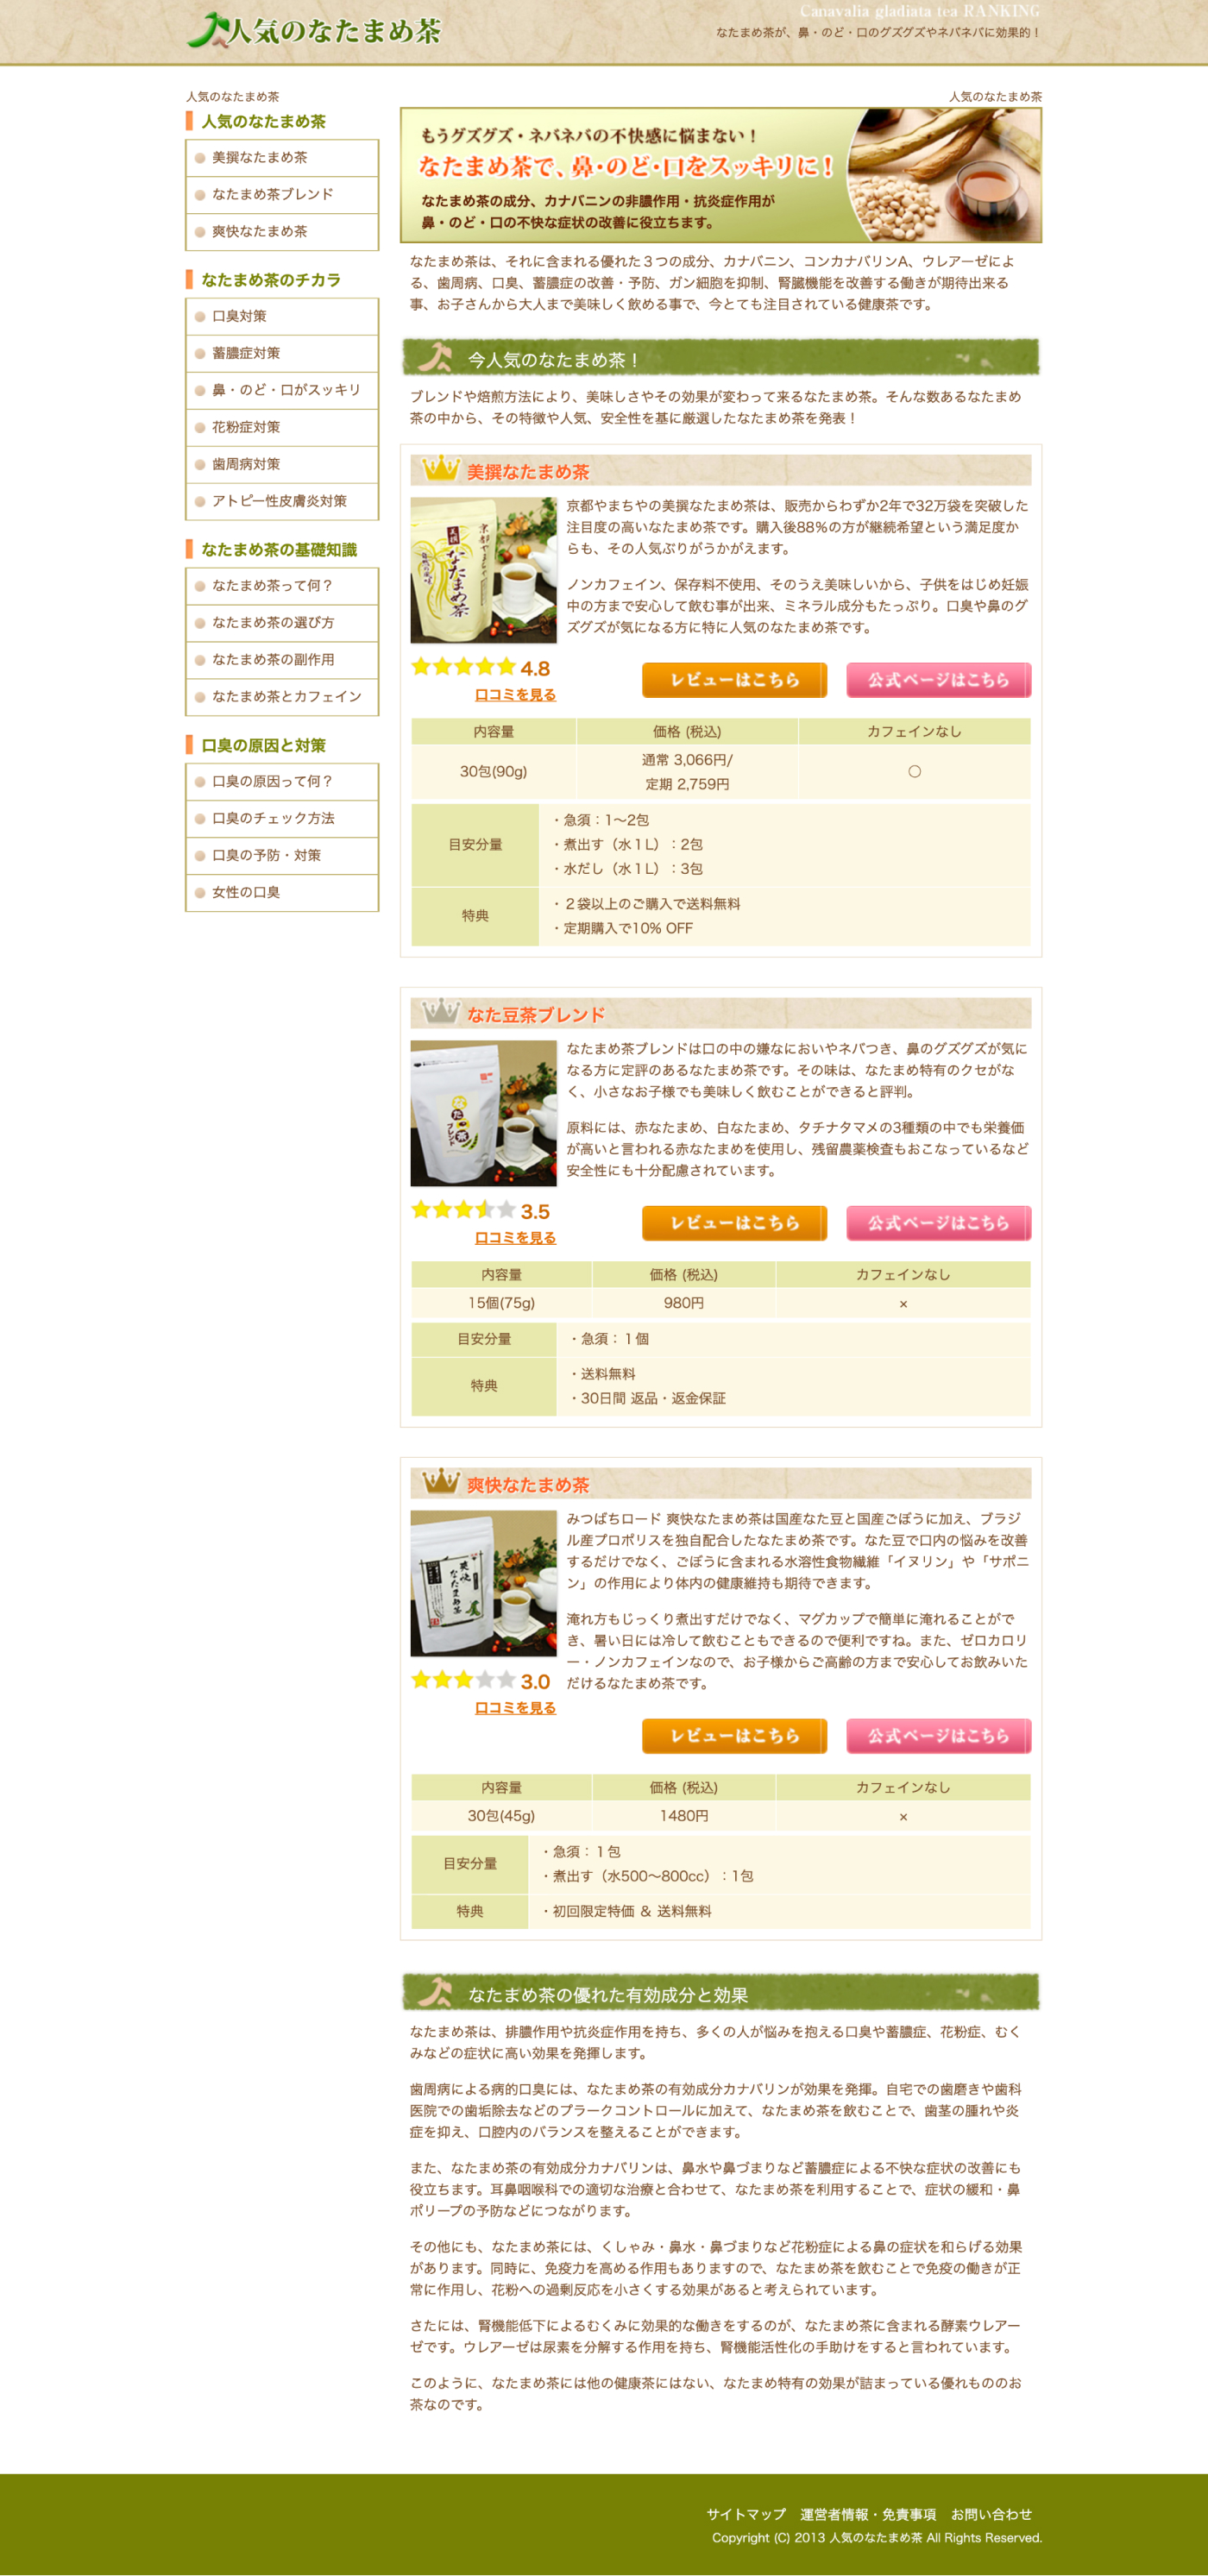 人気のなたまめ茶
Canavalia gladiata tea RANKING
なたまめ茶が、鼻・のど・口のグズグズやネバネバに効果的！
人気のなたまめ茶
人気のなたまめ茶
人気のなたまめ茶
美撰なたまめ茶
なたまめ茶ブレンド
爽快なたまめ茶
なたまめ茶のチカラ
口臭対策
蓄膿症対策
鼻・のど・口がスッキリ
花粉症対策
歯周病対策
アトピー性皮膚炎対策
なたまめ茶の基礎知識
なたまめ茶って何？
なたまめ茶の選び方
なたまめ茶の副作用
なたまめ茶とカフェイン
口臭の原因と対策
口臭の原因って何？
口臭のチェック方法
口臭の予防・対策
女性の口臭
もうグズグズ・ネバネバの不快感に悩まない！
なたまめ茶で、鼻・のど・口をスッキリに！
なたまめ茶の成分、カナバニンの非膿作用・抗炎症作用が
鼻・のど・口の不快な症状の改善に役立ちます。
なたまめ茶は、それに含まれる優れた３つの成分、カナバニン、コンカナバリンA、ウレアーゼによ
る、歯周病、口臭、蓄膿症の改善・予防、ガン細胞を抑制、腎臓機能を改善する働きが期待出来る
事、お子さんから大人まで美味しく飲める事で、今とても注目されている健康茶です。
今人気のなたまめ茶！
ブレンドや焙煎方法により、美味しさやその効果が変わって来るなたまめ茶。そんな数あるなたまめ
茶の中から、その特徴や人気、安全性を基に厳選したなたまめ茶を発表！
美撰なたまめ茶
京都やまちやの美撰なたまめ茶は、販売からわずか2年で32万袋を突破した
注目度の高いなたまめ茶です。購入後88％の方が継続希望という満足度か
らも、その人気ぶりがうかがえます。
ノンカフェイン、保存料不使用、そのうえ美味しいから、子供をはじめ妊娠
中の方まで安心して飲む事が出来、ミネラル成分もたっぷり。口臭や鼻のグ
ズグズが気になる方に特に人気のなたまめ茶です。
京都やまちや
美撰
なたまめ茶
4.8
口コミを見る
レビューはこちら
公式ページはこちら
内容量 価格 (税込) カフェインなし
30包(90g) 通常 3,066円/
定期 2,759円 ○
目安分量
・急須：1～2包
・煮出す（水１L）：2包
・水だし（水１L）：3包
特典
・２袋以上のご購入で送料無料
・定期購入で10% OFF
なた豆茶ブレンド
なたまめ茶ブレンドは口の中の嫌なにおいやネバつき、鼻のグズグズが気に
なる方に定評のあるなたまめ茶です。その味は、なたまめ特有のクセがな
く、小さなお子様でも美味しく飲むことができると評判。
原料には、赤なたまめ、白なたまめ、タチナタマメの3種類の中でも栄養価
が高いと言われる赤なたまめを使用し、残留農薬検査もおこなっているなど
安全性にも十分配慮されています。
3.5
口コミを見る
レビューはこちら
公式ページはこちら
内容量 価格 (税込) カフェインなし
15個(75g) 980円 ×
目安分量
・急須：１個
特典
・送料無料
・30日間 返品・返金保証
爽快なたまめ茶
みつばちロード 爽快なたまめ茶は国産なた豆と国産ごぼうに加え、ブラジ
ル産プロポリスを独自配合したなたまめ茶です。なた豆で口内の悩みを改善
するだけでなく、ごぼうに含まれる水溶性食物繊維「イヌリン」や「サポニ
ン」の作用により体内の健康維持も期待できます。
淹れ方もじっくり煮出すだけでなく、マグカップで簡単に淹れることがで
き、暑い日には冷して飲むこともできるので便利ですね。また、ゼロカロリ
ー・ノンカフェインなので、お子様からご高齢の方まで安心してお飲みいた
だけるなたまめ茶です。
爽快
なたまめ茶
3.0
口コミを見る
レビューはこちら
公式ページはこちら
内容量 価格 (税込) カフェインなし
30包(45g) 1480円 ×
目安分量
・急須：１包
・煮出す（水500～800cc）：1包
特典
・初回限定特価 ＆ 送料無料
なたまめ茶の優れた有効成分と効果
なたまめ茶は、排膿作用や抗炎症作用を持ち、多くの人が悩みを抱える口臭や蓄膿症、花粉症、むく
みなどの症状に高い効果を発揮します。
歯周病による病的口臭には、なたまめ茶の有効成分カナバリンが効果を発揮。自宅での歯磨きや歯科
医院での歯垢除去などのプラークコントロールに加えて、なたまめ茶を飲むことで、歯茎の腫れや炎
症を抑え、口腔内のバランスを整えることができます。
また、なたまめ茶の有効成分カナバリンは、鼻水や鼻づまりなど蓄膿症による不快な症状の改善にも
役立ちます。耳鼻咽喉科での適切な治療と合わせて、なたまめ茶を利用することで、症状の緩和・鼻
ポリープの予防などにつながります。
その他にも、なたまめ茶には、くしゃみ・鼻水・鼻づまりなど花粉症による鼻の症状を和らげる効果
があります。同時に、免疫力を高める作用もありますので、なたまめ茶を飲むことで免疫の働きが正
常に作用し、花粉への過剰反応を小さくする効果があると考えられています。
さたには、腎機能低下によるむくみに効果的な働きをするのが、なたまめ茶に含まれる酵素ウレアー
ゼです。ウレアーゼは尿素を分解する作用を持ち、腎機能活性化の手助けをすると言われています。
このように、なたまめ茶には他の健康茶にはない、なたまめ特有の効果が詰まっている優れもののお
茶なのです。
サイトマップ 運営者情報・免責事項 お問い合わせ
Copyright (C) 2013 人気のなたまめ茶 All Rights Reserved.